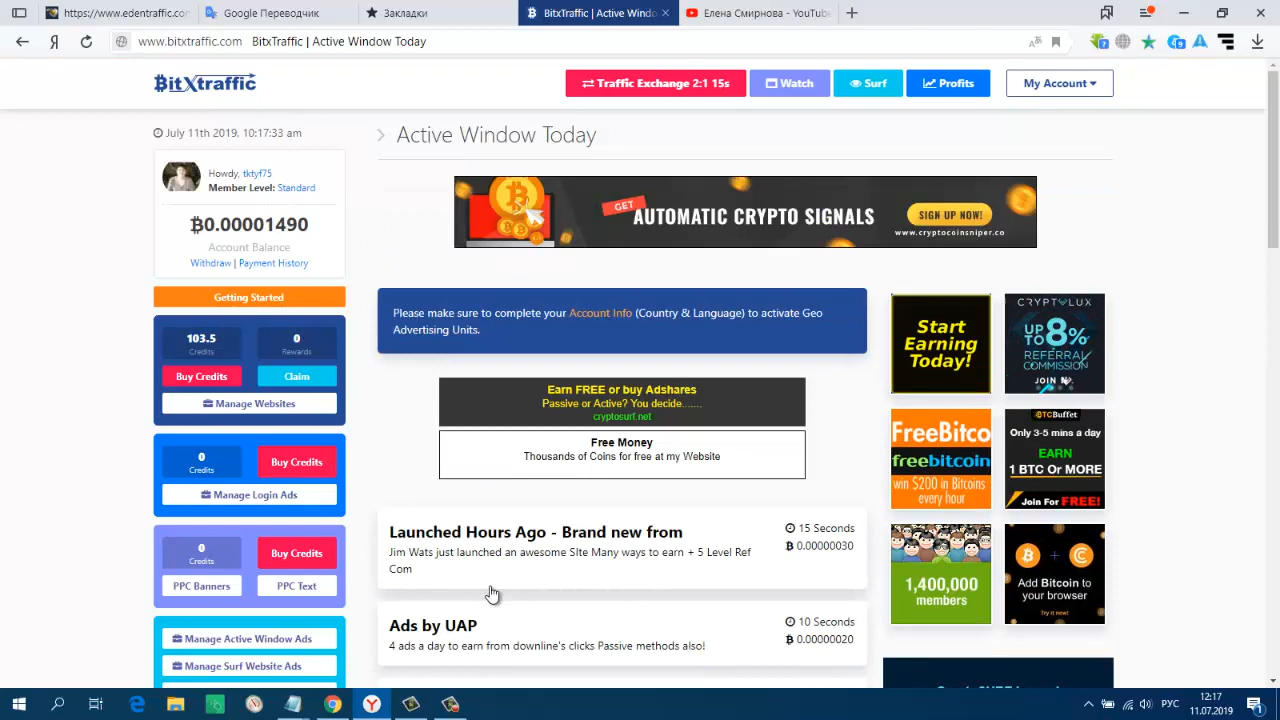 https://www.edentraffic.com/
Google Переводчик
Закладки
BitXTraffic | Active Windo
Елена Смирнова - YouTube
www.bitxtraffic.com BitxTraffic | Active Window Today
BitXtraffic
Traffic Exchange 2:1 15s
Watch
Surf
Profits
My Account
July 11th 2019, 10:17:33 am
Howdy, tktyf75
Member Level: Standard
₿0.00001490
Account Balance
Withdraw | Payment History
Getting Started
103.5
Credits
0
Rewards
Buy Credits
Claim
Manage Websites
0
Credits
Buy Credits
Manage Login Ads
0
Credits
Buy Credits
PPC Banners
PPC Text
Manage Active Window Ads
Manage Surf Website Ads
Active Window Today
GET
AUTOMATIC CRYPTO SIGNALS
SIGN UP NOW!
www.cryptocoinsniper.co
Please make sure to complete your Account Info (Country & Language) to activate Geo
Advertising Units.
Earn FREE or buy Adshares
Passive or Active? You decide.......
cryptosurf.net
Free Money
Thousands of Coins for free at my Website
Launched Hours Ago - Brand new from
Jim Wats just launched an awesome SIte Many ways to earn + 5 Level Ref
Com
15 Seconds
0.00000030
Ads by UAP
4 ads a day to earn from downline's clicks Passive methods also!
10 Seconds
0.00000020
Start
Earning
Today!
CRYPTOLUX
UP TO 8%
REFERRAL
COMMISSION
JOIN
FreeBitco
freebitcoin
win $200 in Bitcoins
every hour
BTCBuffet
Only 3-5 mins a day
EARN
1 BTC Or MORE
Join For FREE!
1,400,000
members
Add Bitcoin to
your browser
Try it now!
РУС
12:17
11.07.2019